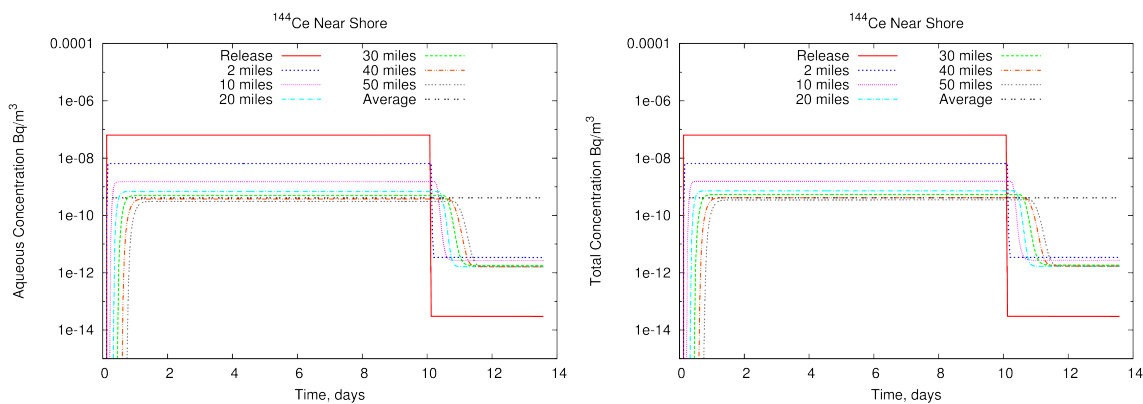 144Ce Near Shore
Aqueous Concentration Bq/m3
0.0001
1e-06
1e-08
1e-10
1e-12
1e-14
Release
2 miles
10 miles
20 miles
30 miles
40 miles
50 miles
Average
0 2 4 6 8 10 12 14
Time, days
144Ce Near Shore
Total Concentration Bq/m3
0.0001
1e-06
1e-08
1e-10
1e-12
1e-14
Release
2 miles
10 miles
20 miles
30 miles
40 miles
50 miles
Average
0 2 4 6 8 10 12 14
Time, days